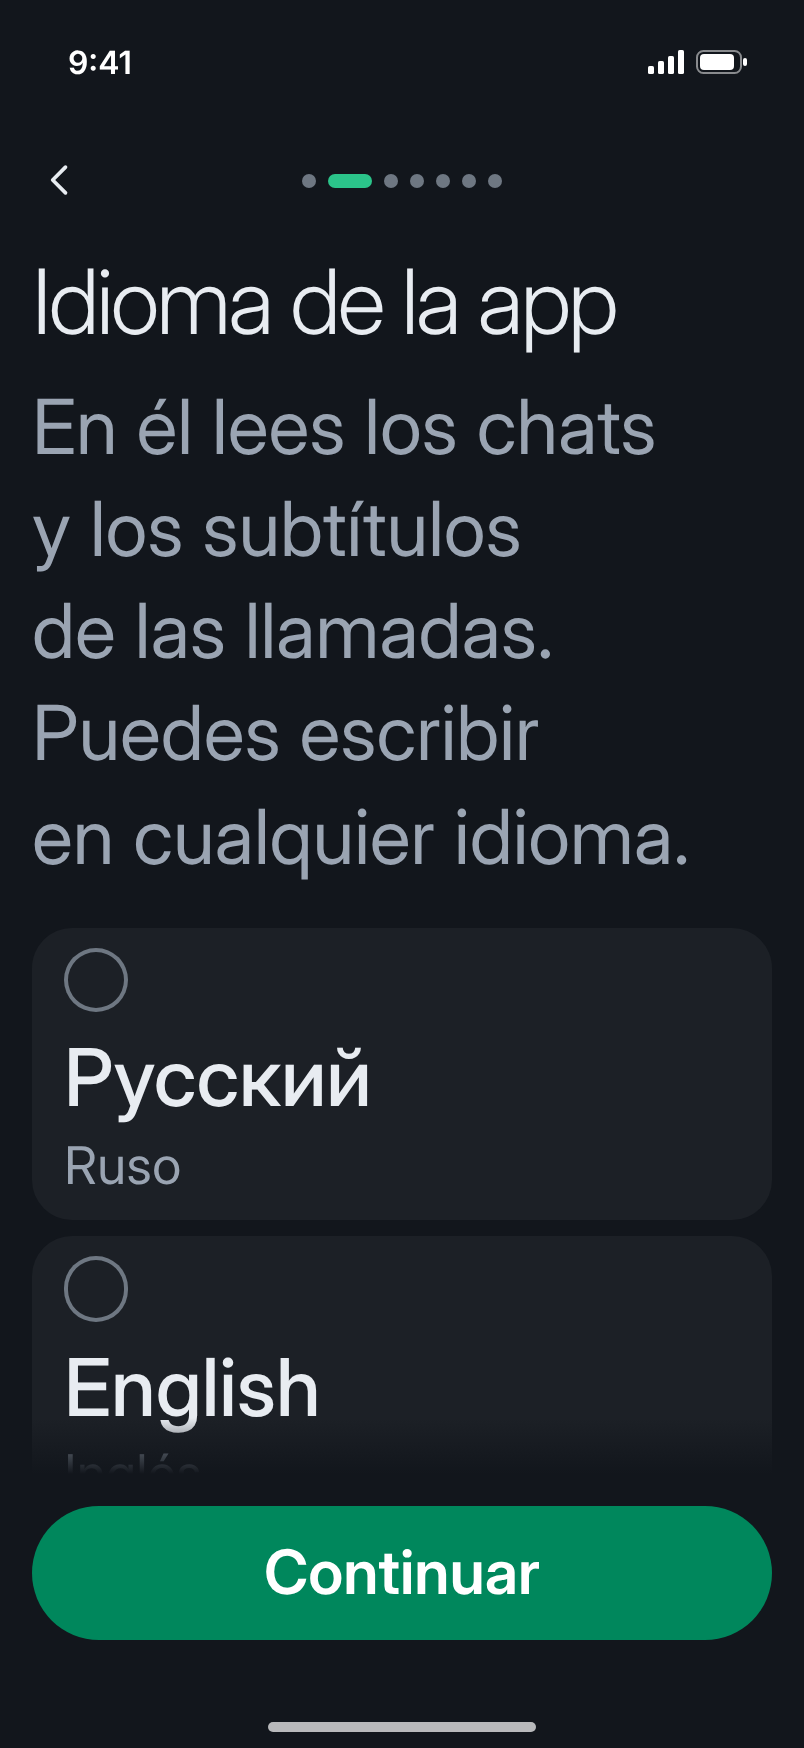 9:41
Idioma de la app
En él lees los chats
y los subtítulos
de las llamadas.
Puedes escribir
en cualquier idioma.
Русский
Ruso
English
Inglés
Continuar